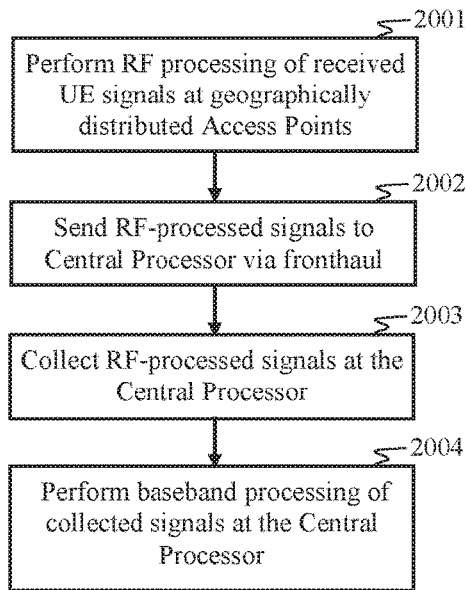 2001
Perform RF processing of received
UE signals at geographically
distributed Access Points
2002
Send RF-processed signals to
Central Processor via fronthaul
2003
Collect RF-processed signals at the
Central Processor
2004
Perform baseband processing of
collected signals at the Central
Processor